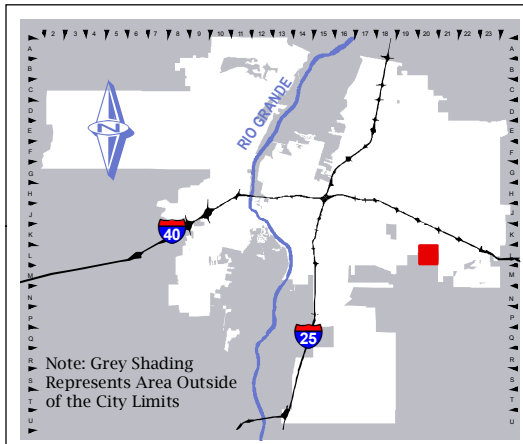 2 3 4 5 6 7 8 9 10 11 12 13 14 15 16 17 18 19 20 21 22 23
A A
B B
C C
D D
E E
F F
G G
H H
J J
K K
L L
M M
N N
P P
Q Q
R R
S S
T T
U U
N
RIO GRANDE
40
25
Note: Grey Shading
Represents Area Outside
of the City Limits